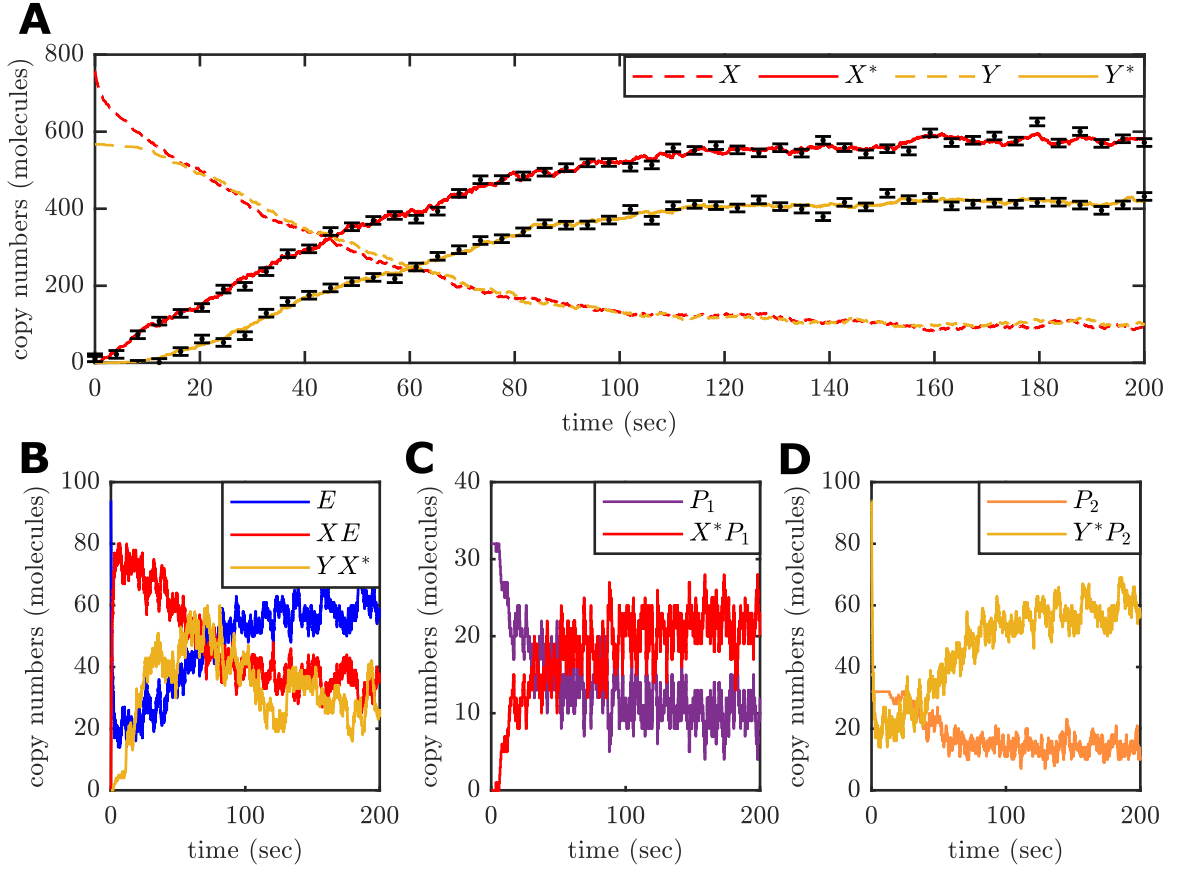 A
copy numbers (molecules)
800
600
400
200
0
X X* Y Y*
0 20 40 60 80 100 120 140 160 180 200
time (sec)
B
copy numbers (molecules)
100
80
60
40
20
0
E
XE
YX*
0 100 200
time (sec)
C
copy numbers (molecules)
40
30
20
10
0
P₁
X*P₁
0 100 200
time (sec)
D
copy numbers (molecules)
100
80
60
40
20
0
P₂
Y*P₂
0 100 200
time (sec)